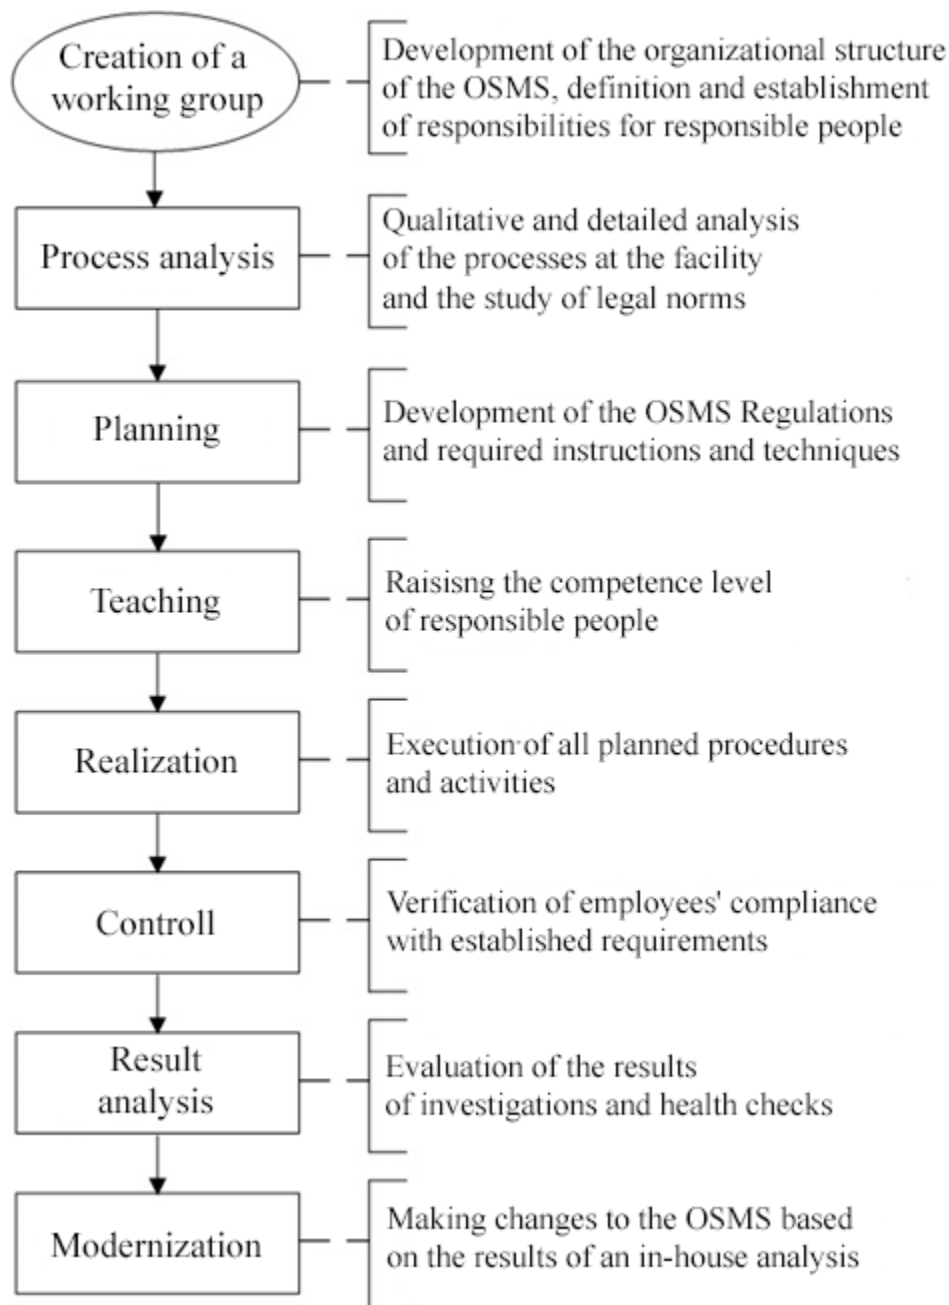 Creation of a
working group
Development of the organizational structure
of the OSMS, definition and establishment
of responsibilities for responsible people
Process analysis
Qualitative and detailed analysis
of the processes at the facility
and the study of legal norms
Planning
Development of the OSMS Regulations
and required instructions and techniques
Teaching
Raisisng the competence level
of responsible people
Realization
Execution of all planned procedures
and activities
Controll
Verification of employees' compliance
with established requirements
Result
analysis
Evaluation of the results
of investigations and health checks
Modernization
Making changes to the OSMS based
on the results of an in-house analysis